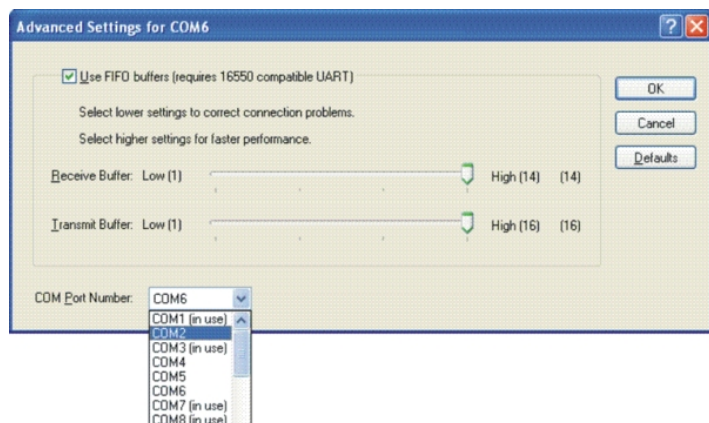 Advanced Settings for COM6
Use FIFO buffers (requires 16550 compatible UART)
OK
Select lower settings to correct connection problems.
Cancel
Select higher settings for faster performance.
Defaults
Receive Buffer: Low (1) High (14) (14)
Transmit Buffer: Low (1) High (16) (16)
COM Port Number: COM6
COM1 (in use)
COM2
COM3 (in use)
COM4
COM5
COM6
COM7 (in use)
COM8 (in use)